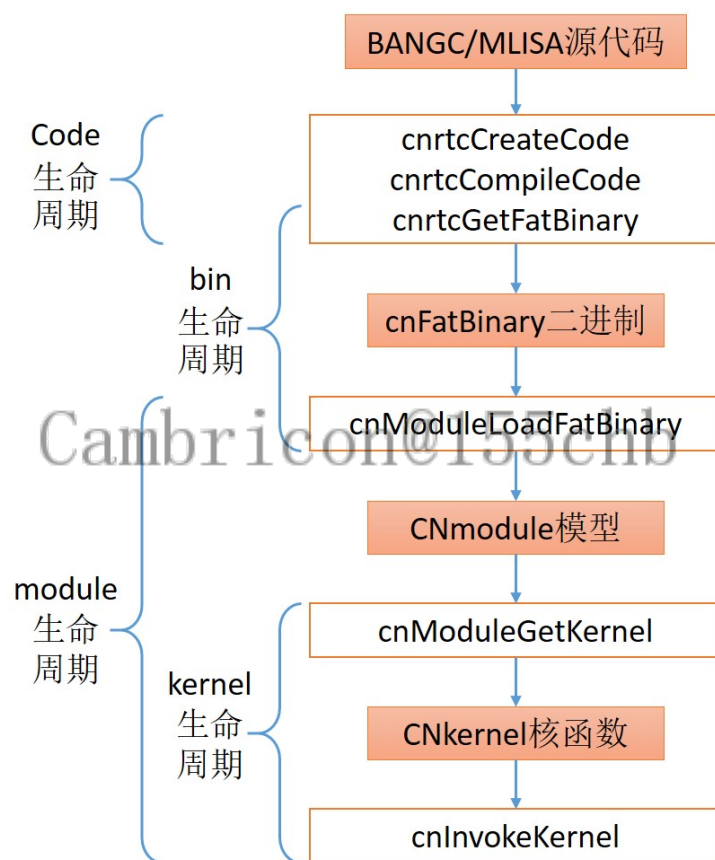 BANGC/MLISA源代码
Code
生命
周期
cnrtcCreateCode
cnrtcCompileCode
cnrtcGetFatBinary
bin
生命
周期
cnFatBinary二进制
cnModuleLoadFatBinary
Cambricon@155chb
CNmodule模型
module
生命
周期
cnModuleGetKernel
kernel
生命
周期
CNkernel核函数
cnInvokeKernel